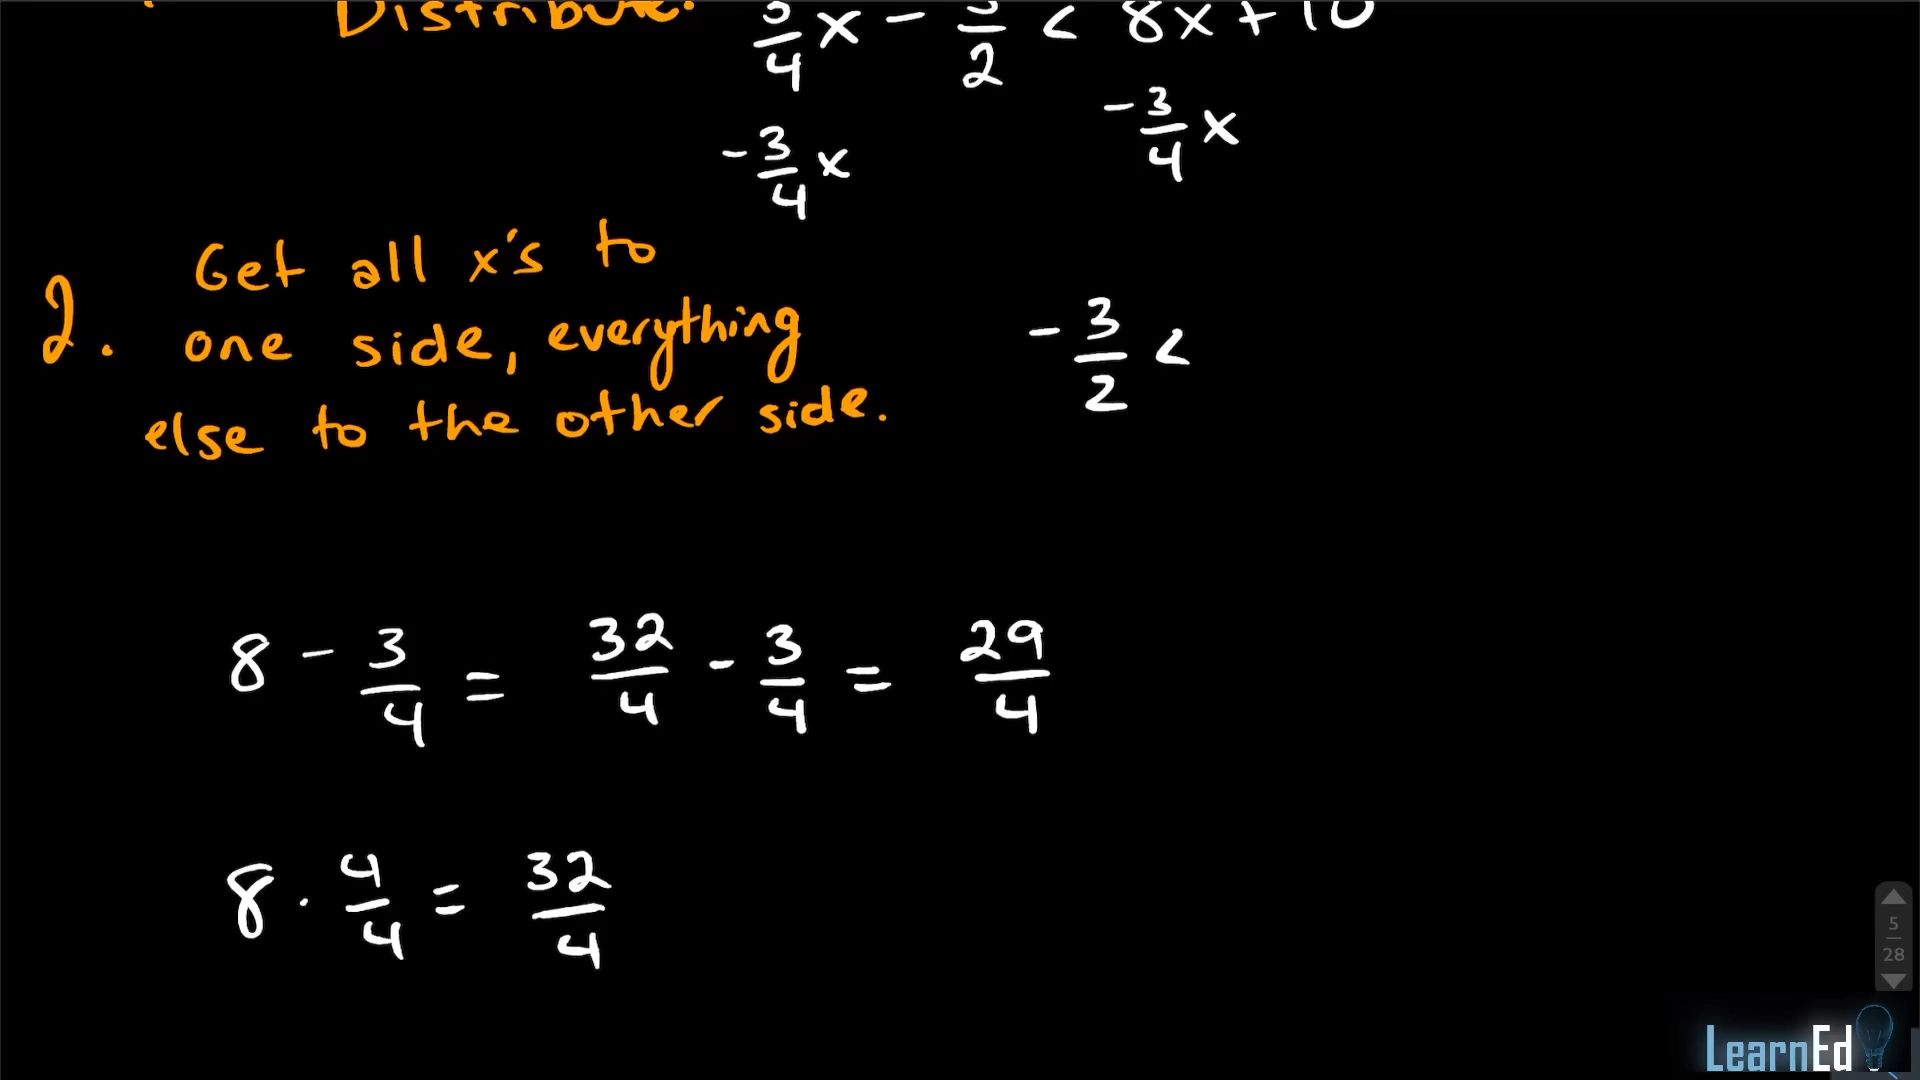 Distribute. 3/4 x - 3/2 < 8x + 10
- 3/4 x - 3/4 x
2. Get all x's to
one side, everything
else to the other side.
- 3/2 <
8 - 3/4 = 32/4 - 3/4 = 29/4
8 · 4/4 = 32/4
5
28
LearnEd